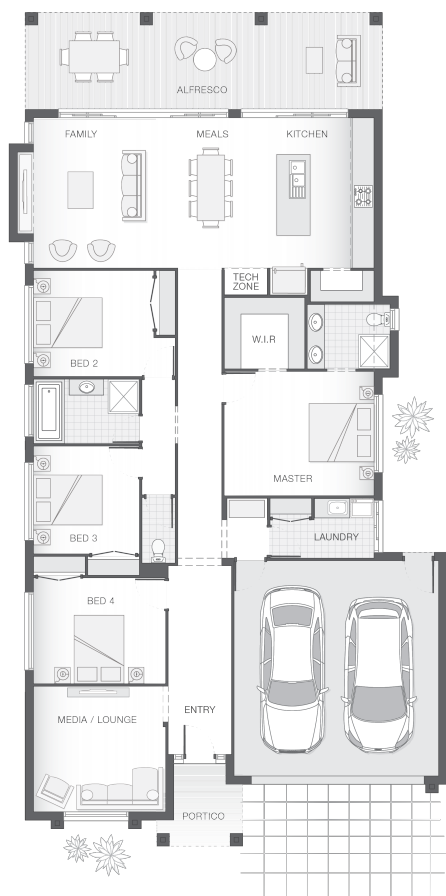 ALFRESCO
FAMILY
MEALS
KITCHEN
TECH
ZONE
W.I.R
BED 2
MASTER
BED 3
LAUNDRY
BED 4
ENTRY
MEDIA / LOUNGE
PORTICO